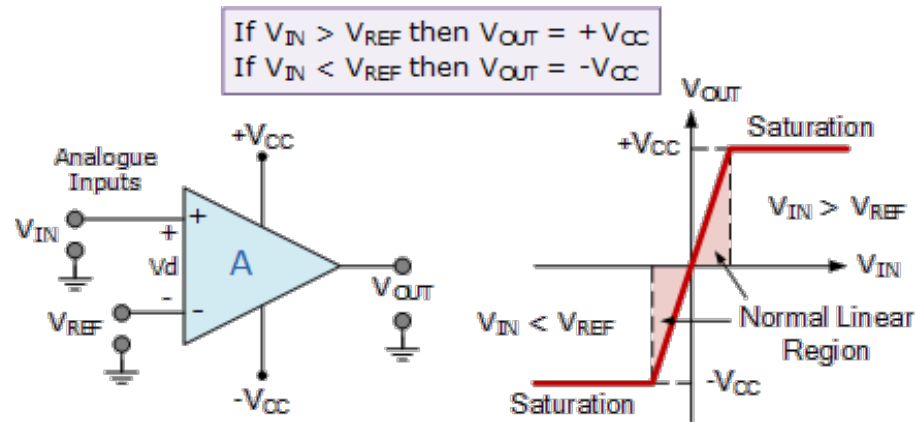 If VIN > VREF then VOUT = +VCC
If VIN < VREF then VOUT = -VCC
+VCC
Analogue
Inputs
VIN
+
+
Vd
-
-
A
VREF
VOUT
-VCC
VOUT
Saturation
+VCC
VIN > VREF
VIN
VIN < VREF
Normal Linear
Region
-VCC
Saturation